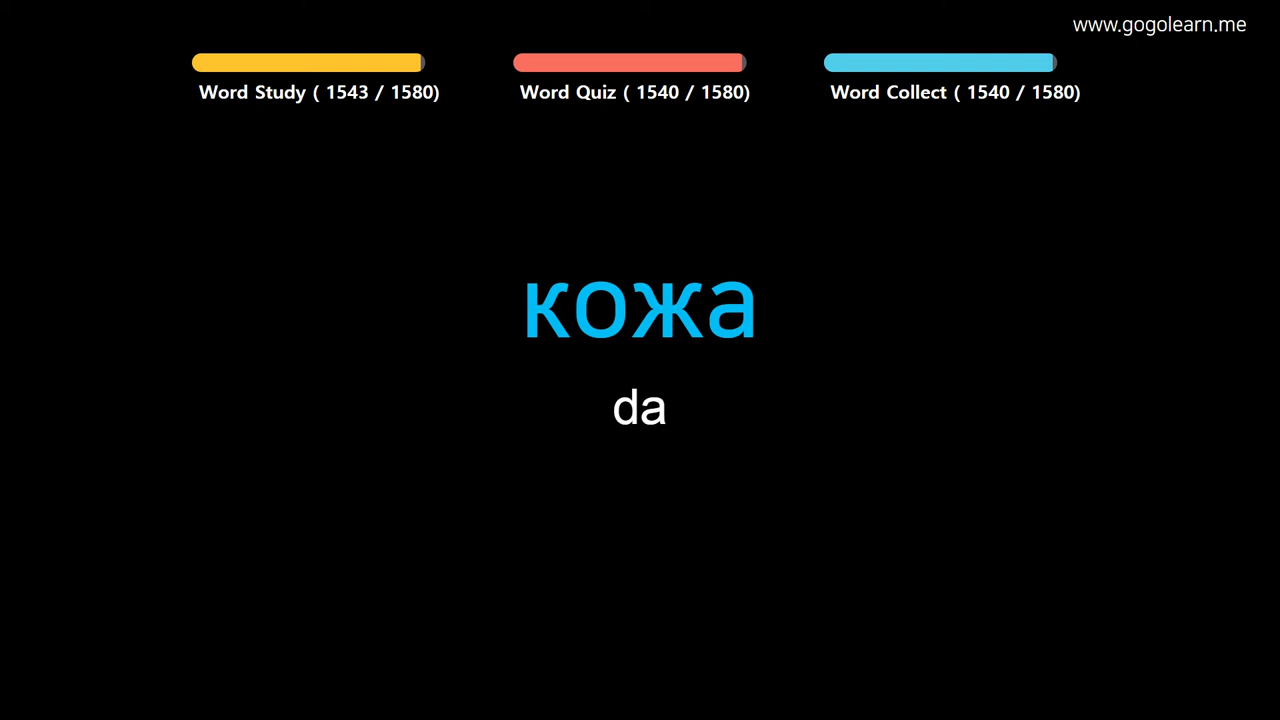 www.gogolearn.me
Word Study ( 1543 / 1580)
Word Quiz ( 1540 / 1580)
Word Collect ( 1540 / 1580)
кожа
da